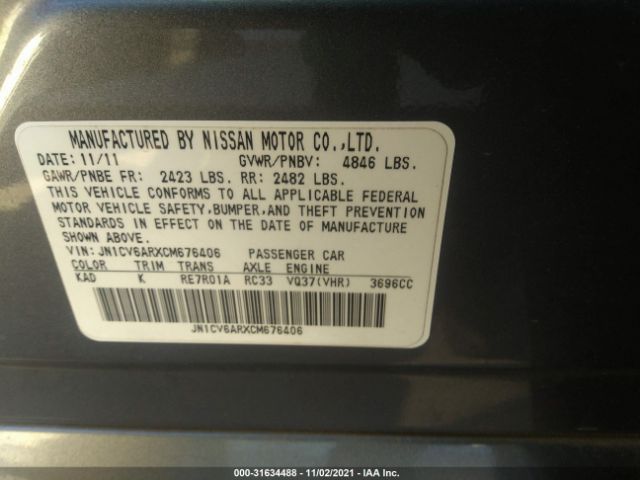 MANUFACTURED BY NISSAN MOTOR CO.,LTD.
DATE: 11/11 GVWR/PNBV: 4846 LBS.
GAWR/PNBE FR: 2423 LBS. RR: 2482 LBS.
THIS VEHICLE CONFORMS TO ALL APPLICABLE FEDERAL
MOTOR VEHICLE SAFETY,BUMPER,AND THEFT PREVENTION
STANDARDS IN EFFECT ON THE DATE OF MANUFACTURE
SHOWN ABOVE.
VIN: JN1CV6ARXCM676406 PASSENGER CAR
COLOR TRIM TRANS AXLE ENGINE
KAD K RE7R01A RC33 VQ37(VHR) 3696CC
JN1CV6ARXCM676406
000-31634488 - 11/02/2021 - IAA Inc.